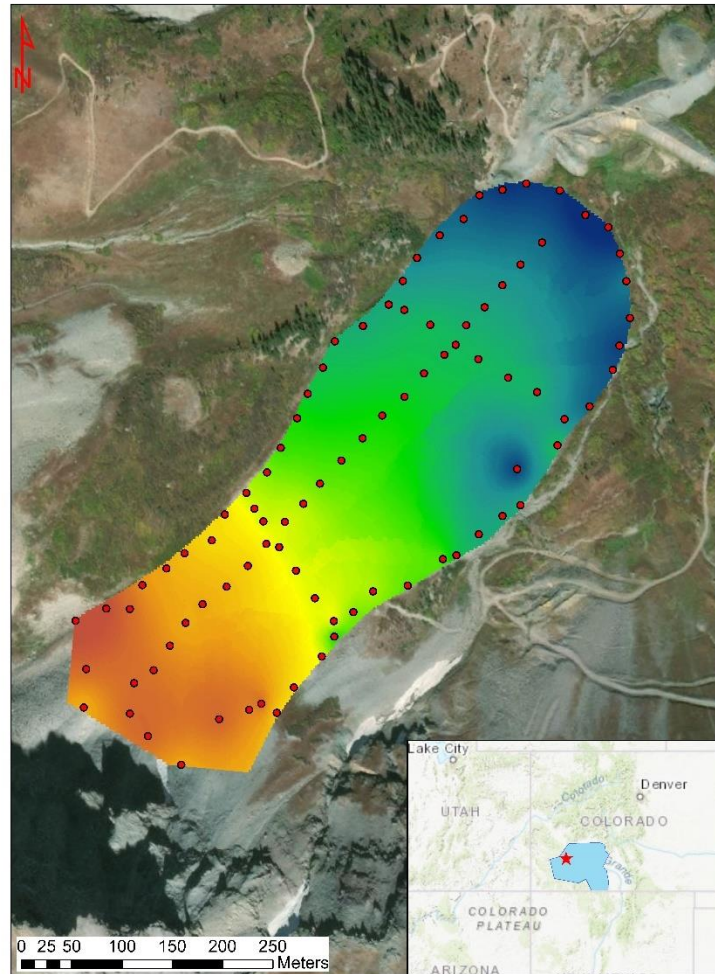 N
Lake City
Denver
Colorado
UTAH
COLORADO
Grande
COLORADO
PLATEAU
ARIZONA
0 25 50 100 150 200 250
Meters